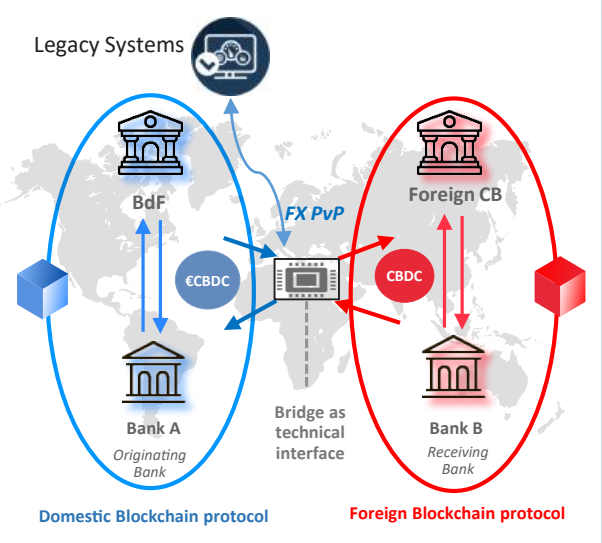 Legacy Systems
BdF
Foreign CB
FX PvP
€CBDC
CBDC
Bank A
Originating
Bank
Bridge as
technical
interface
Bank B
Receiving
Bank
Domestic Blockchain protocol
Foreign Blockchain protocol